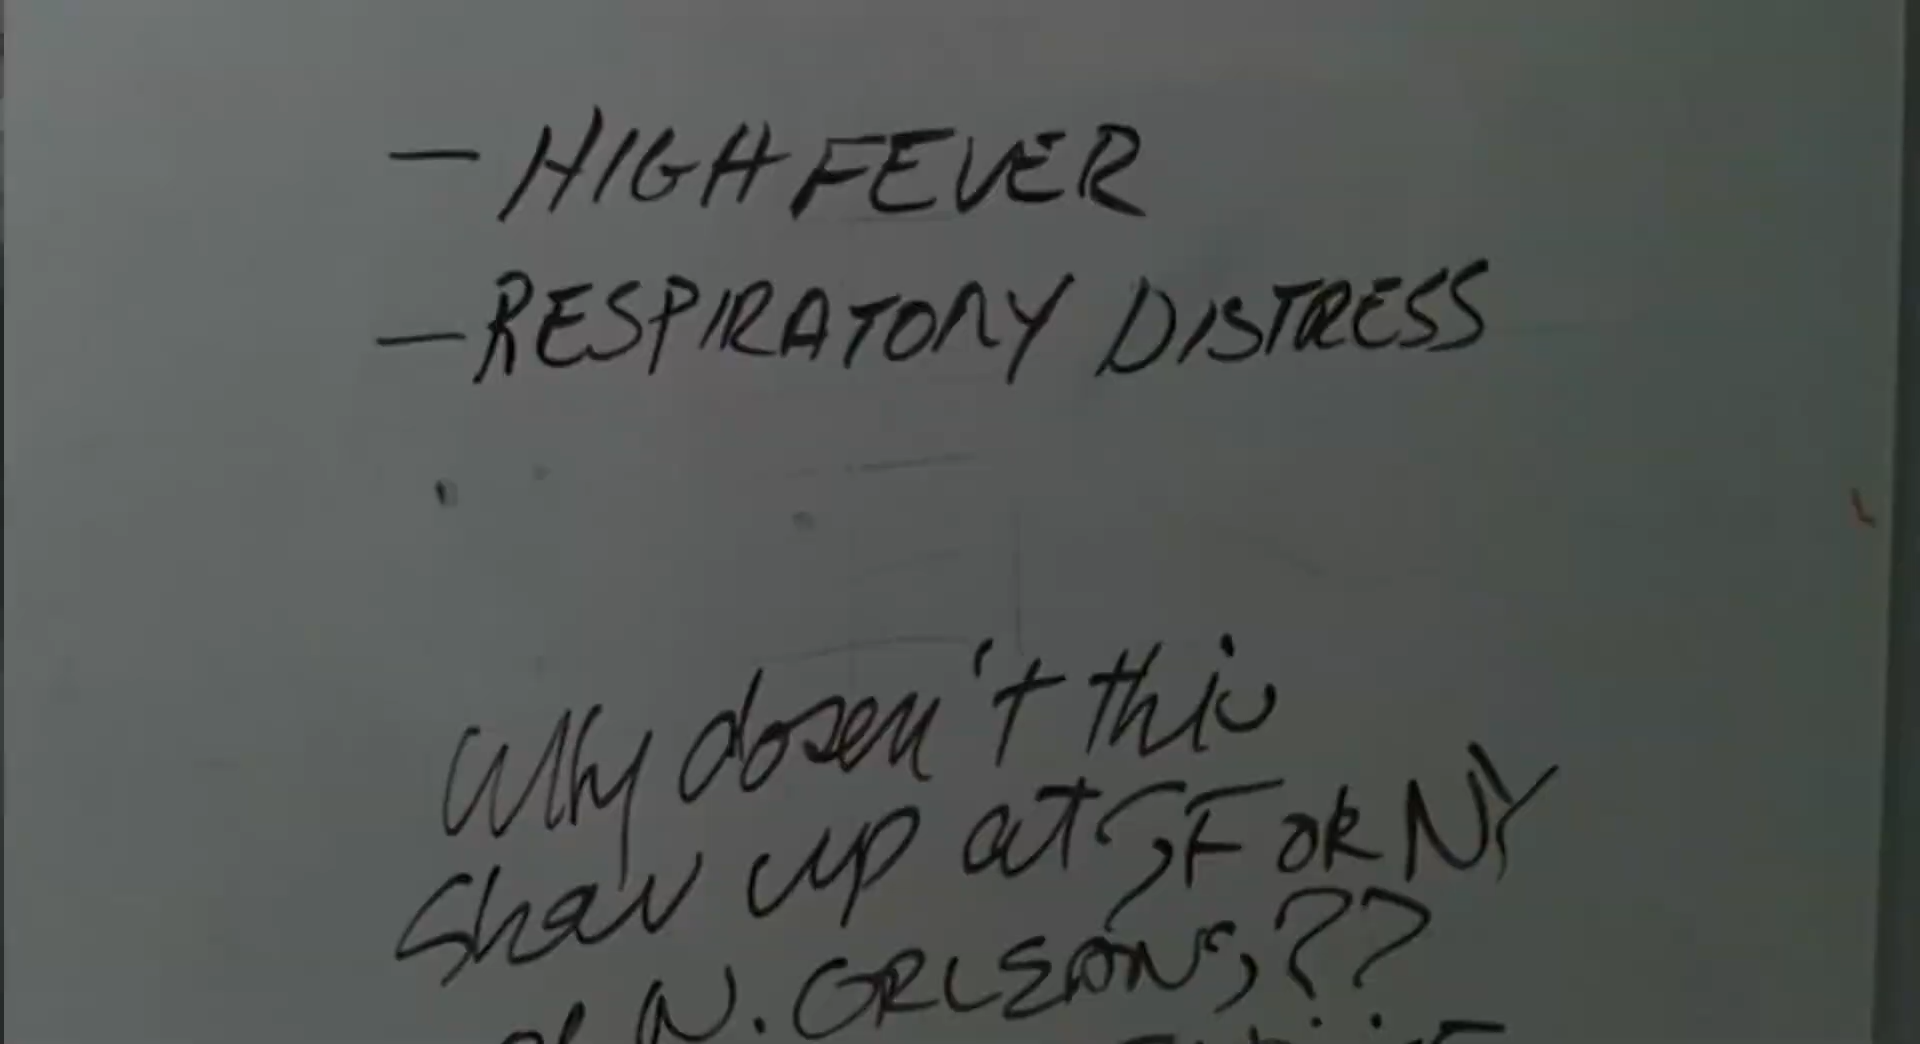 — HIGH FEVER
— RESPIRATORY DISTRESS
Why dosen't this
show up at SF OR NY
N. ORLEANS, ??